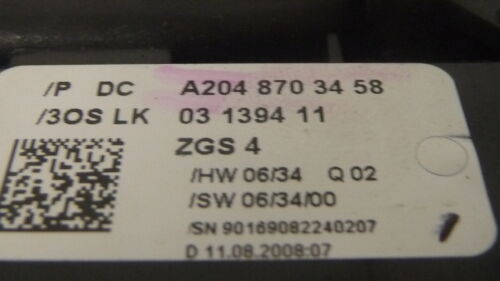 /P DC A204 870 34 58
/3OS LK 03 1394 11
ZGS 4
/HW 06/34 Q 02
/SW 06/34/00
/SN 90169082240207
D 11.08.2008:07